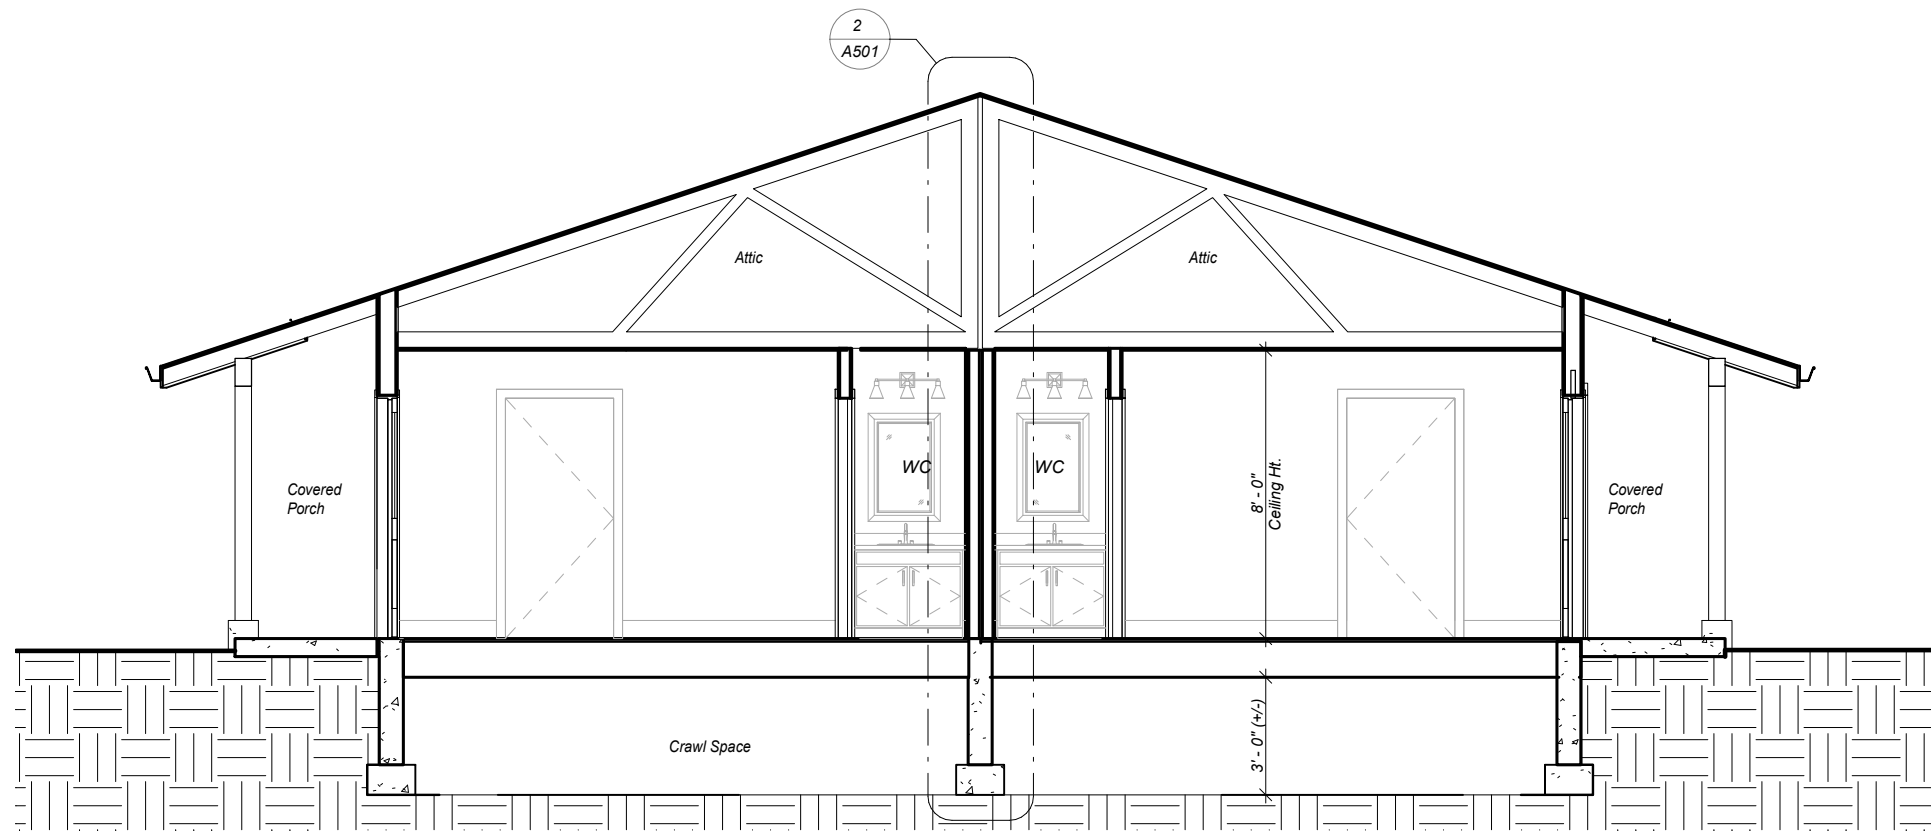 2
A501
Attic
Attic
WC
WC
Covered
Porch
8' - 0"
Ceiling Ht.
Covered
Porch
Crawl Space
3' - 0" (+/-)